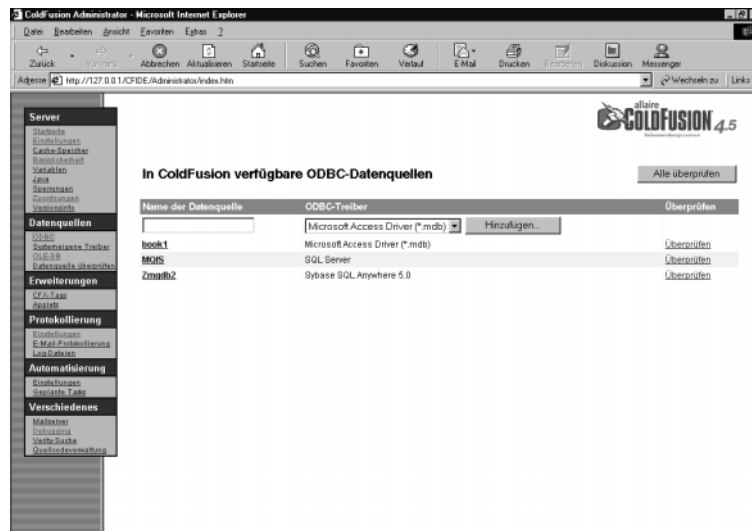 ColdFusion Administrator - Microsoft Internet Explorer
Datei Bearbeiten Ansicht Favoriten Extras ?
Zurück Vorwärts Abbrechen Aktualisieren Startseite Suchen Favoriten Verlauf E-Mail Drucken Bearbeiten Diskussion Messenger
Adresse http://127.0.0.1/CFIDE/Administrator/index.htm Wechseln zu Links
allaire
COLDFUSION 4.5
Server
Startseite
Einstellungen
Cache-Speicher
Basissicherheit
Variablen
Java
Sperrungen
Zuordnungen
Versionsinfo
Datenquellen
ODBC
Systemeigene Treiber
OLE-DB
Datenquelle überprüfen
Erweiterungen
CFX-Tags
Applets
Protokollierung
Einstellungen
E-Mail-Protokollierung
Log-Dateien
Automatisierung
Einstellungen
Geplante Tasks
Verschiedenes
Mailserver
Debugging
Verity-Suche
Quellcodeverwaltung
In ColdFusion verfügbare ODBC-Datenquellen
Alle überprüfen
Name der Datenquelle ODBC-Treiber Überprüfen
Microsoft Access Driver (*.mdb) Hinzufügen...
book1 Microsoft Access Driver (*.mdb) Überprüfen
MQIS SQL Server Überprüfen
Zmqdb2 Sybase SQL Anywhere 5.0 Überprüfen